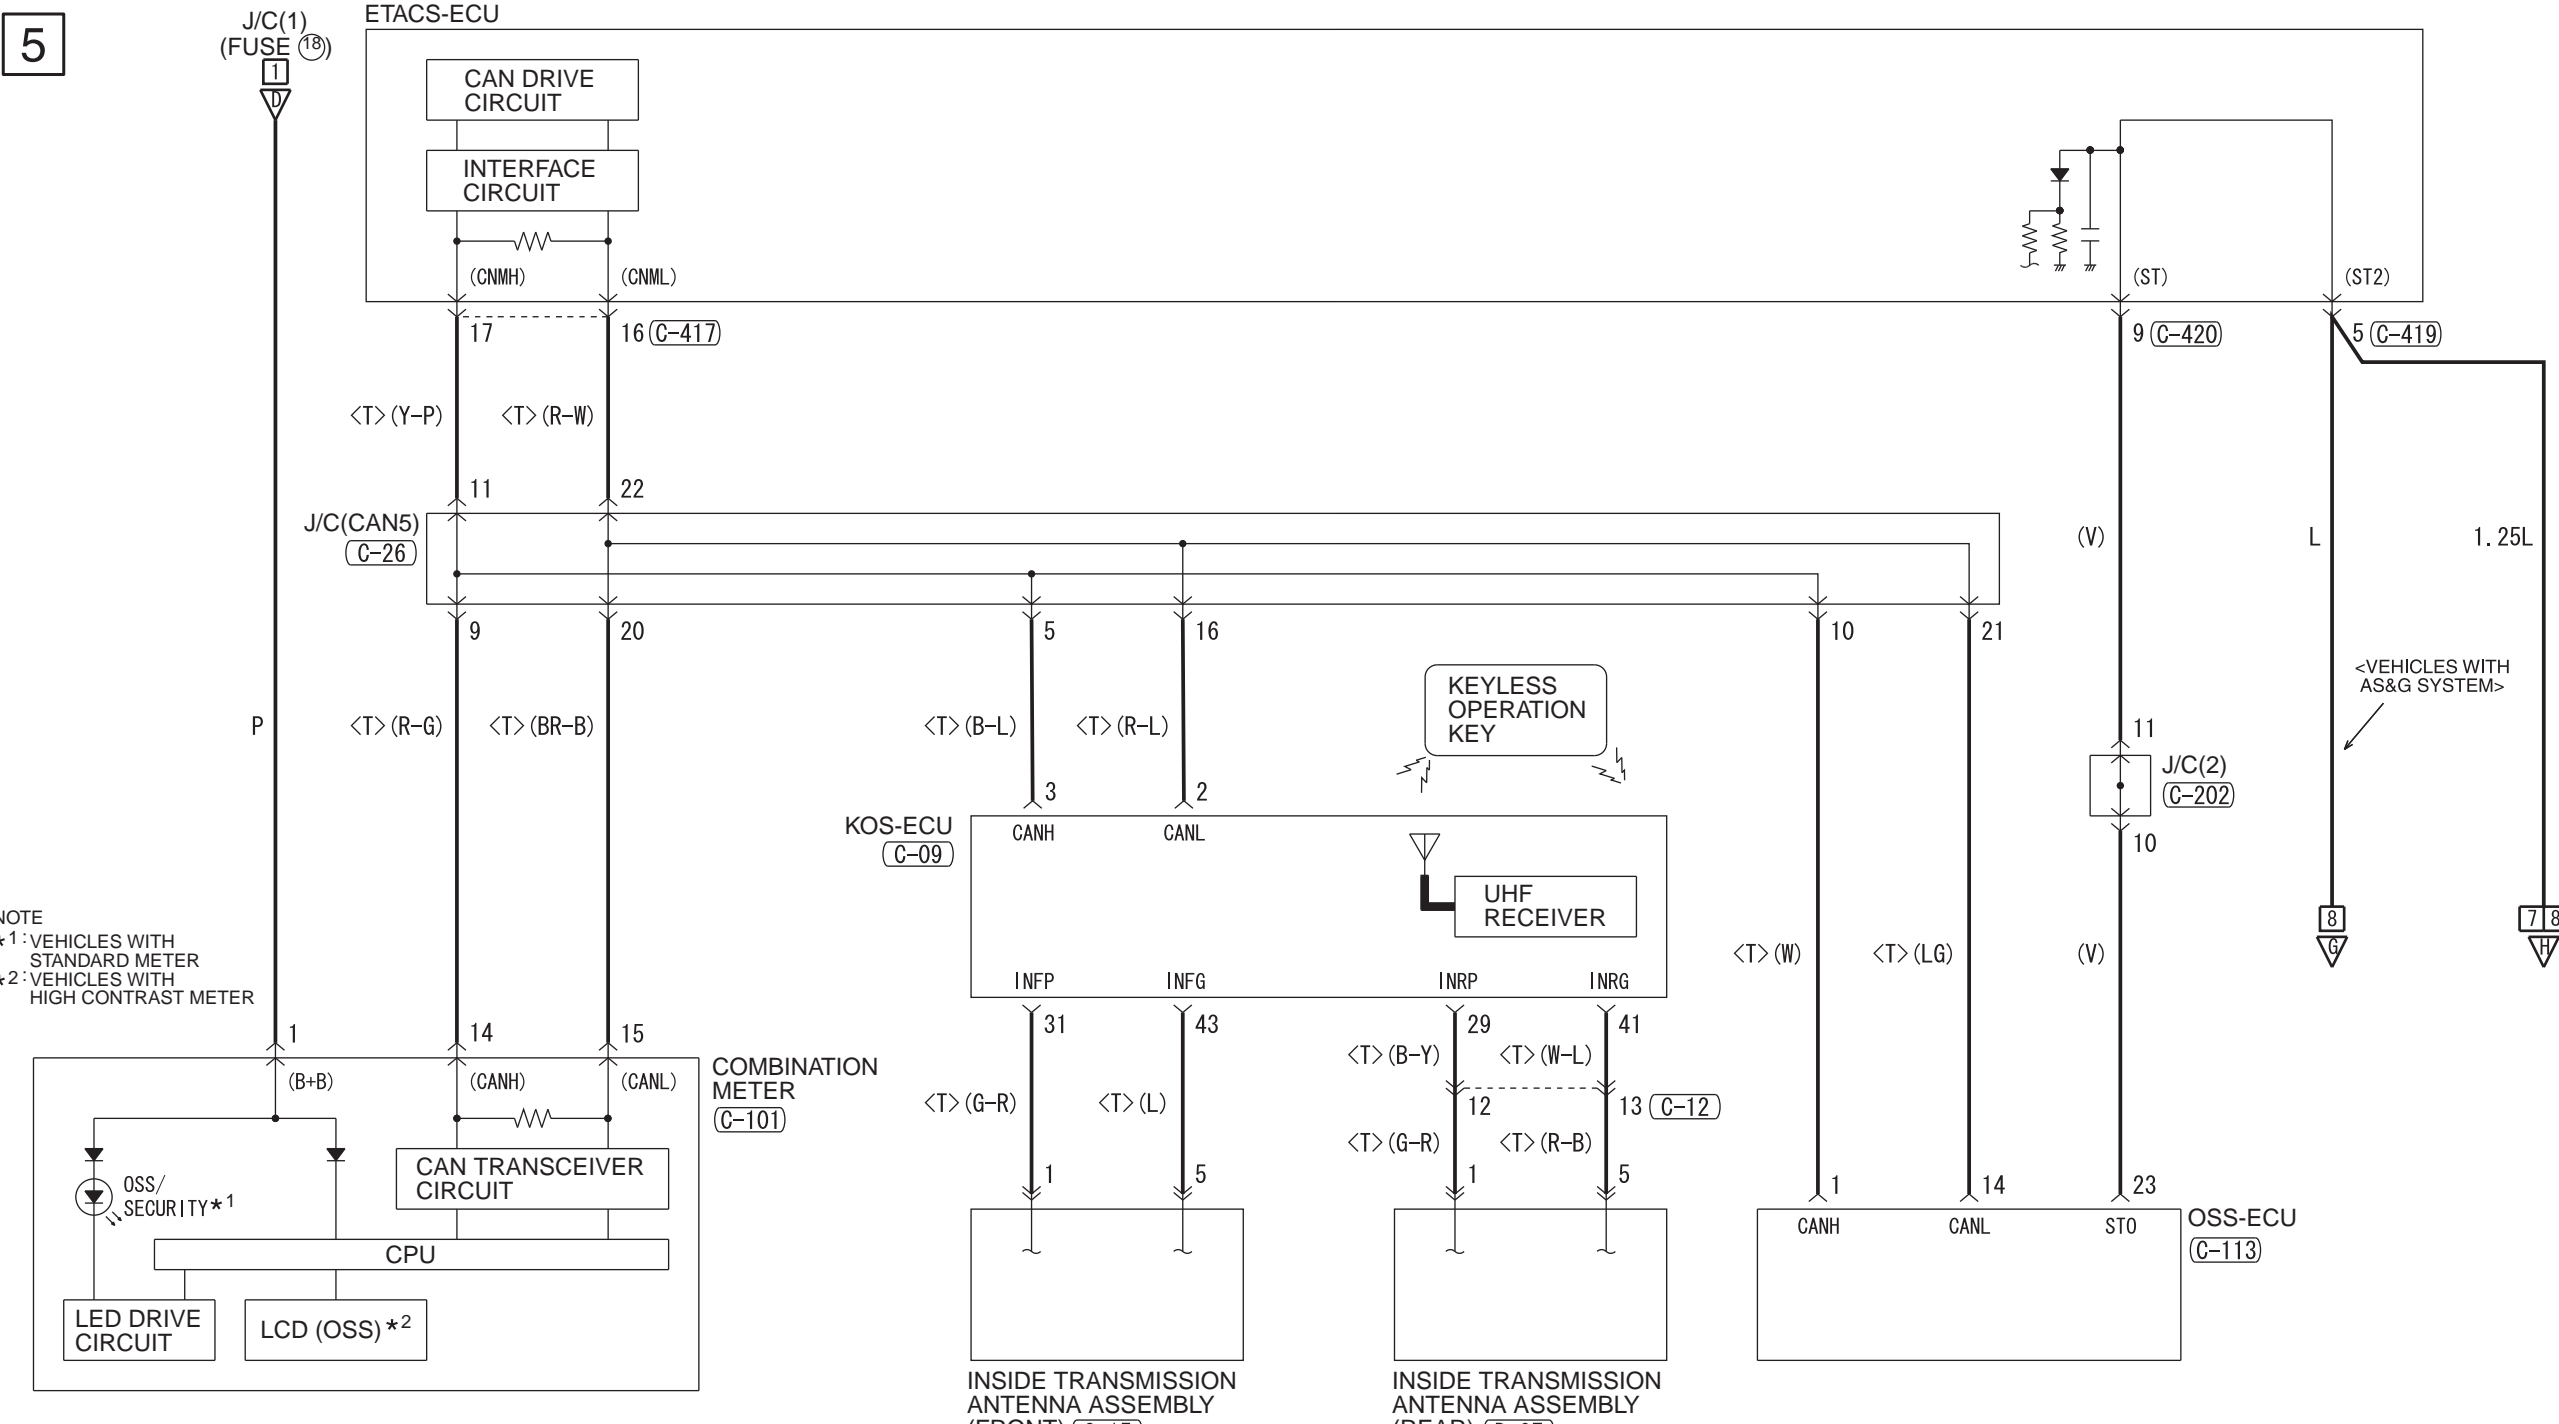 5
J/C(1)
(FUSE 18)
1
D
ETACS-ECU
CAN DRIVE
CIRCUIT
INTERFACE
CIRCUIT
(CNMH)
(CNML)
(ST)
(ST2)
17
16 (C-417)
9 (C-420)
5 (C-419)
<T>(Y-P)
<T>(R-W)
11
22
J/C(CAN5)
C-26
(V)
L
1.25L
9
20
5
16
10
21
<VEHICLES WITH
AS&G SYSTEM>
P
<T>(R-G)
<T>(BR-B)
<T>(B-L)
<T>(R-L)
KEYLESS
OPERATION
KEY
11
J/C(2)
C-202
10
3
2
KOS-ECU
C-09
CANH
CANL
UHF
RECEIVER
INFP
INFG
INRP
INRG
<T>(W)
<T>(LG)
(V)
8
G
7 8
H
NOTE
*1: VEHICLES WITH
STANDARD METER
*2: VEHICLES WITH
HIGH CONTRAST METER
1
14
15
31
43
29
41
<T>(B-Y)
<T>(W-L)
COMBINATION
METER
C-101
(B+B)
(CANH)
(CANL)
<T>(G-R)
<T>(L)
12
13 (C-12)
<T>(G-R)
<T>(R-B)
OSS/
SECURITY*1
CAN TRANSCEIVER
CIRCUIT
CPU
LED DRIVE
CIRCUIT
LCD (OSS)*2
1
5
1
5
1
14
23
CANH
CANL
STO
OSS-ECU
C-113
INSIDE TRANSMISSION
ANTENNA ASSEMBLY
(FRONT)
INSIDE TRANSMISSION
ANTENNA ASSEMBLY
(REAR)